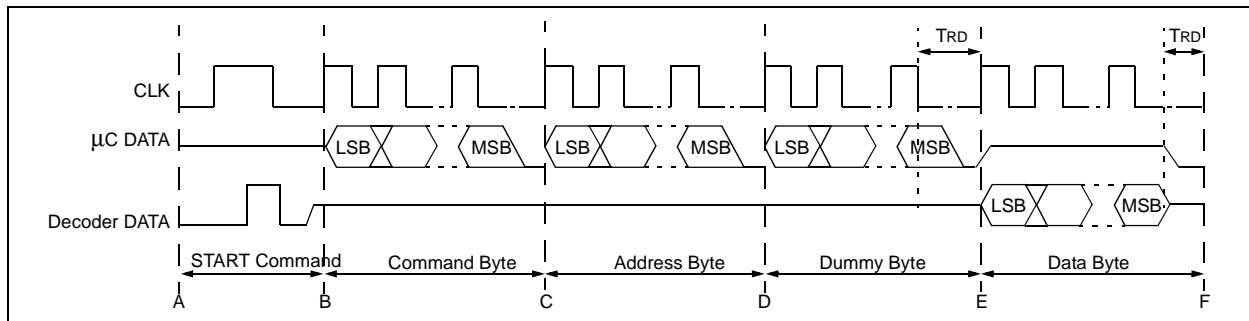 TRD TRD
CLK
μC DATA LSB MSB LSB MSB LSB MSB
Decoder DATA LSB MSB
START Command Command Byte Address Byte Dummy Byte Data Byte
A B C D E F